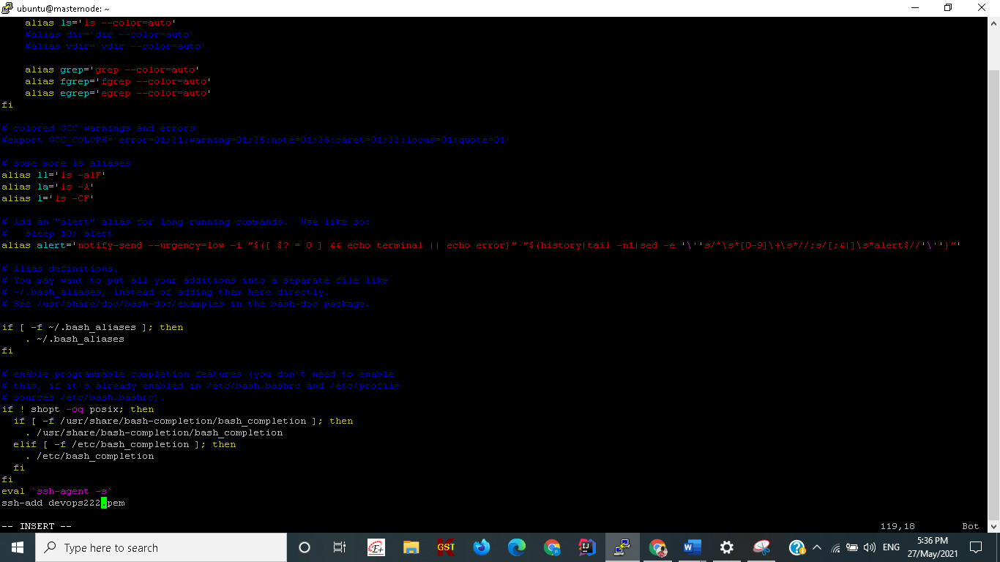 ubuntu@masternode: ~
    alias ls='ls --color=auto'
    #alias dir='dir --color=auto'
    #alias vdir='vdir --color=auto'
    alias grep='grep --color=auto'
    alias fgrep='fgrep --color=auto'
    alias egrep='egrep --color=auto'
fi
# colored GCC warnings and errors
#export GCC_COLORS='error=01;31:warning=01;35:note=01;36:caret=01;32:locus=01:quote=01'
# some more ls aliases
alias ll='ls -alF'
alias la='ls -A'
alias l='ls -CF'
# Add an "alert" alias for long running commands.  Use like so:
#   sleep 10; alert
alias alert='notify-send --urgency=low -i "$([ $? = 0 ] && echo terminal || echo error)" "$(history|tail -n1|sed -e '\''s/^\s*[0-9]\+\s*//;s/[;&|]\s*alert$//'\'')"'
# Alias definitions.
# You may want to put all your additions into a separate file like
# ~/.bash_aliases, instead of adding them here directly.
# See /usr/share/doc/bash-doc/examples in the bash-doc package.
if [ -f ~/.bash_aliases ]; then
    . ~/.bash_aliases
fi
# enable programmable completion features (you don't need to enable
# this, if it's already enabled in /etc/bash.bashrc and /etc/profile
# sources /etc/bash.bashrc).
if ! shopt -oq posix; then
  if [ -f /usr/share/bash-completion/bash_completion ]; then
    . /usr/share/bash-completion/bash_completion
  elif [ -f /etc/bash_completion ]; then
    . /etc/bash_completion
  fi
fi
eval `ssh-agent -s`
ssh-add devops222.pem
-- INSERT --    119,18    Bot
Type here to search
E+
GST
IJ
W
ENG
5:36 PM
27/May/2021